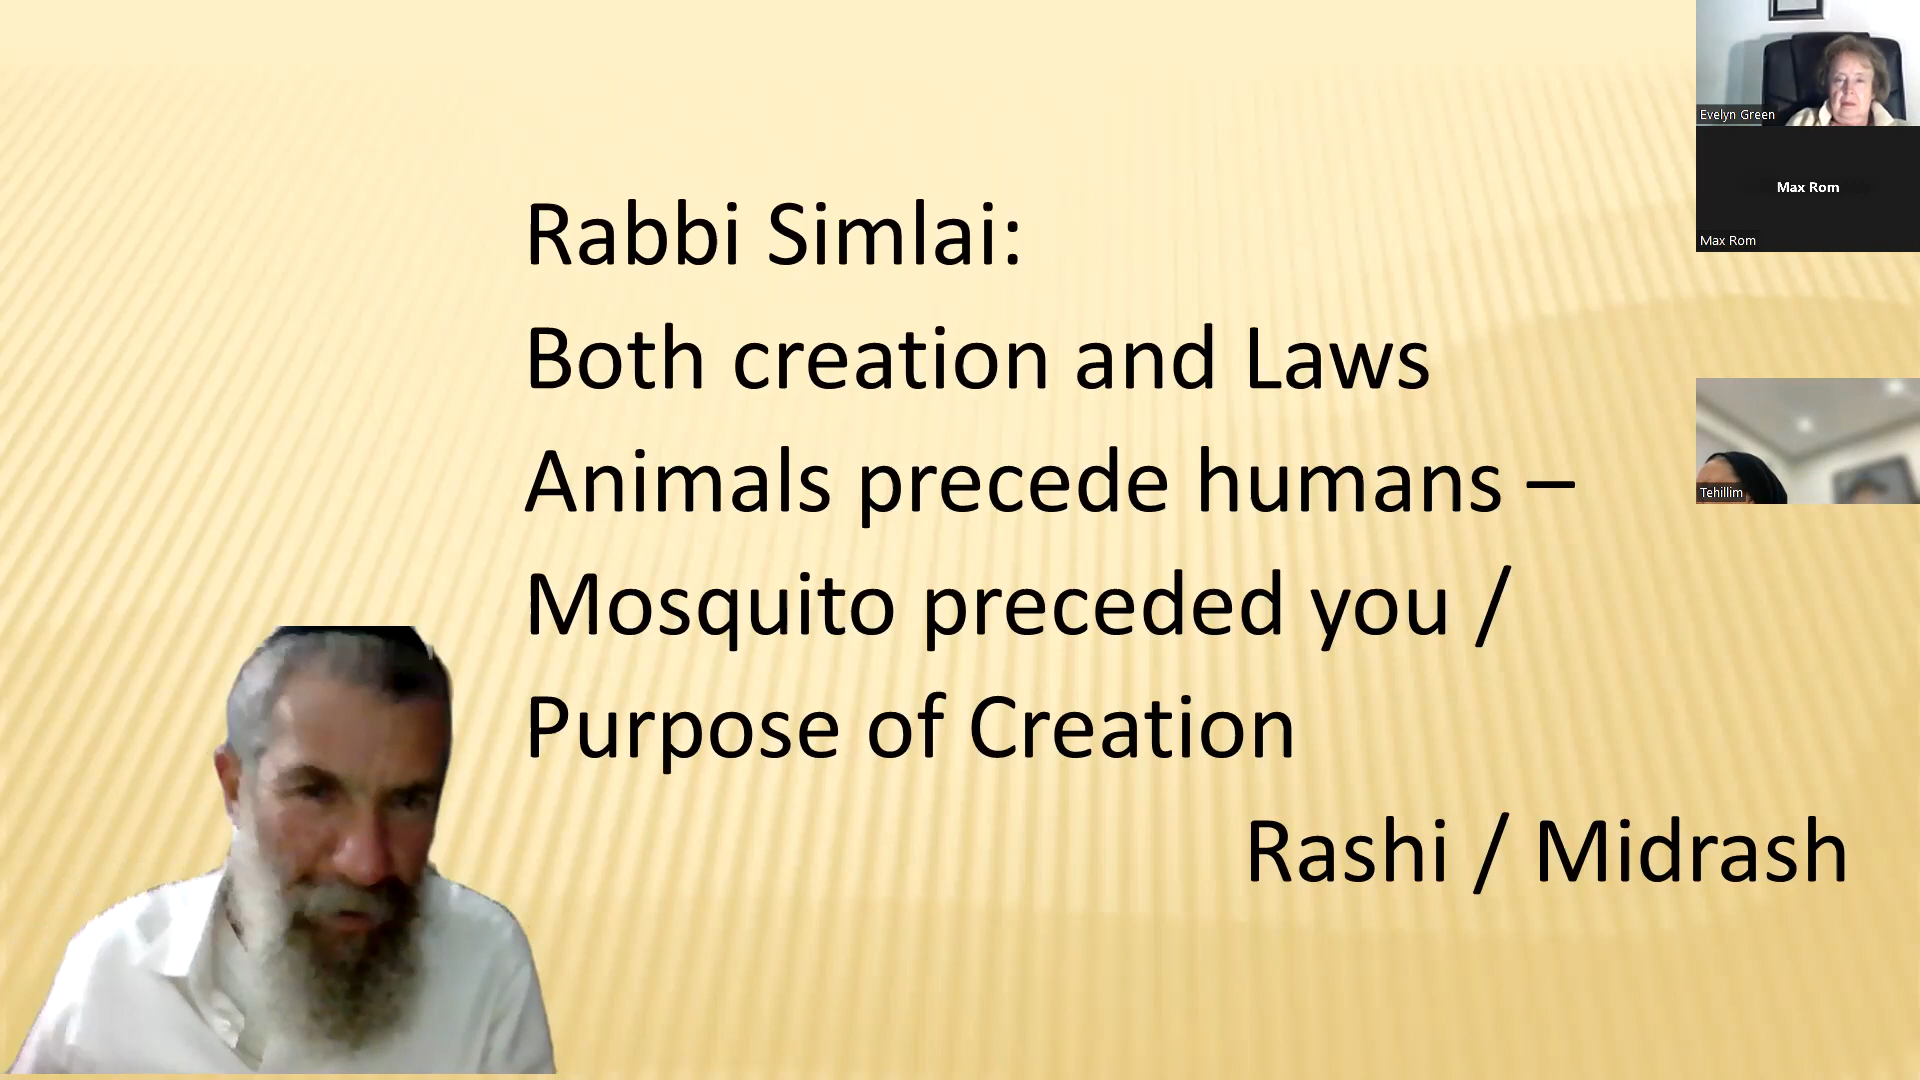 Rabbi Simlai:
Both creation and Laws
Animals precede humans –
Mosquito preceded you /
Purpose of Creation
Rashi / Midrash
Evelyn Green
Max Rom
Max Rom
Tehillim